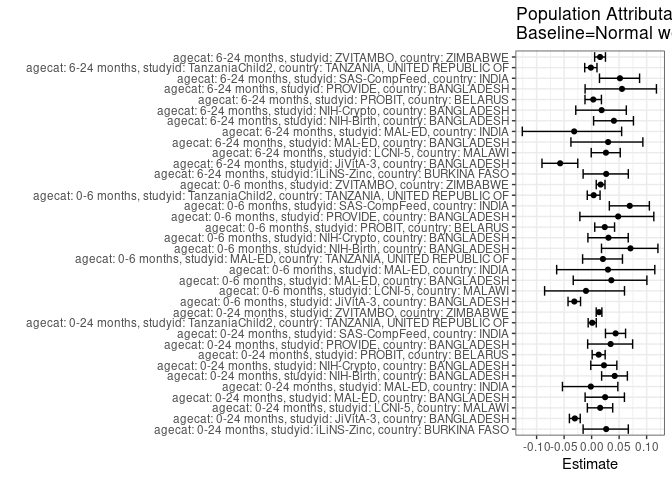 Population Attributa
Baseline=Normal w
agecat: 6-24 months, studyid: ZVITAMBO, country: ZIMBABWE
agecat: 6-24 months, studyid: TanzaniaChild2, country: TANZANIA, UNITED REPUBLIC OF
agecat: 6-24 months, studyid: SAS-CompFeed, country: INDIA
agecat: 6-24 months, studyid: PROVIDE, country: BANGLADESH
agecat: 6-24 months, studyid: PROBIT, country: BELARUS
agecat: 6-24 months, studyid: NIH-Crypto, country: BANGLADESH
agecat: 6-24 months, studyid: NIH-Birth, country: BANGLADESH
agecat: 6-24 months, studyid: MAL-ED, country: INDIA
agecat: 6-24 months, studyid: MAL-ED, country: BANGLADESH
agecat: 6-24 months, studyid: LCNI-5, country: MALAWI
agecat: 6-24 months, studyid: JiVitA-3, country: BANGLADESH
agecat: 6-24 months, studyid: iLiNS-Zinc, country: BURKINA FASO
agecat: 0-6 months, studyid: ZVITAMBO, country: ZIMBABWE
agecat: 0-6 months, studyid: TanzaniaChild2, country: TANZANIA, UNITED REPUBLIC OF
agecat: 0-6 months, studyid: SAS-CompFeed, country: INDIA
agecat: 0-6 months, studyid: PROVIDE, country: BANGLADESH
agecat: 0-6 months, studyid: PROBIT, country: BELARUS
agecat: 0-6 months, studyid: NIH-Crypto, country: BANGLADESH
agecat: 0-6 months, studyid: NIH-Birth, country: BANGLADESH
agecat: 0-6 months, studyid: MAL-ED, country: TANZANIA, UNITED REPUBLIC OF
agecat: 0-6 months, studyid: MAL-ED, country: INDIA
agecat: 0-6 months, studyid: MAL-ED, country: BANGLADESH
agecat: 0-6 months, studyid: LCNI-5, country: MALAWI
agecat: 0-6 months, studyid: JiVitA-3, country: BANGLADESH
agecat: 0-24 months, studyid: ZVITAMBO, country: ZIMBABWE
agecat: 0-24 months, studyid: TanzaniaChild2, country: TANZANIA, UNITED REPUBLIC OF
agecat: 0-24 months, studyid: SAS-CompFeed, country: INDIA
agecat: 0-24 months, studyid: PROVIDE, country: BANGLADESH
agecat: 0-24 months, studyid: PROBIT, country: BELARUS
agecat: 0-24 months, studyid: NIH-Crypto, country: BANGLADESH
agecat: 0-24 months, studyid: NIH-Birth, country: BANGLADESH
agecat: 0-24 months, studyid: MAL-ED, country: INDIA
agecat: 0-24 months, studyid: MAL-ED, country: BANGLADESH
agecat: 0-24 months, studyid: LCNI-5, country: MALAWI
agecat: 0-24 months, studyid: JiVitA-3, country: BANGLADESH
agecat: 0-24 months, studyid: iLiNS-Zinc, country: BURKINA FASO
-0.10 -0.05 0.00 0.05 0.10
Estimate